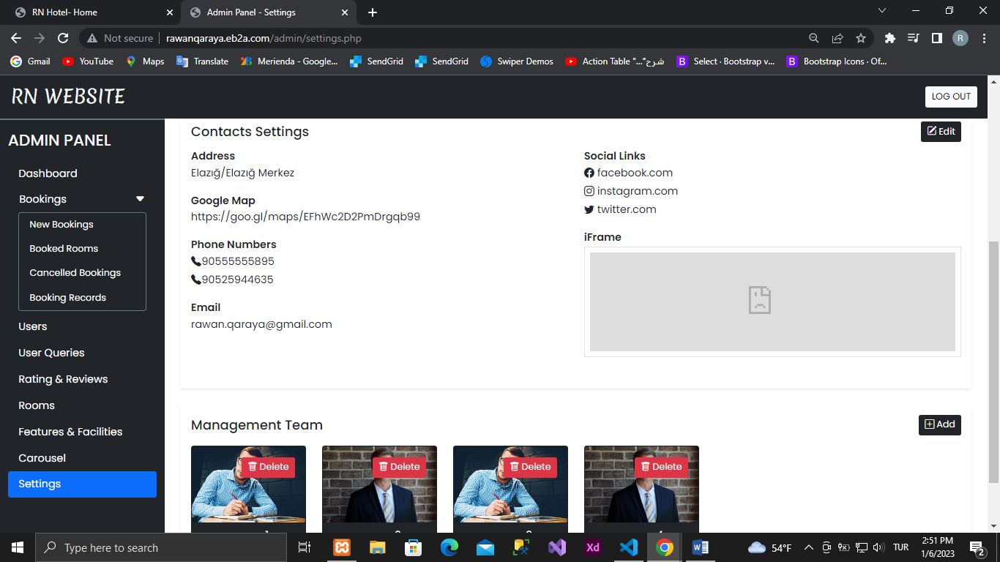 RN Hotel- Home
Admin Panel - Settings
Not secure
rawanqaraya.eb2a.com/admin/settings.php
R
Gmail
YouTube
Maps
Translate
Merienda - Google...
SendGrid
SendGrid
Swiper Demos
Action Table "..."شرح
Select · Bootstrap v...
Bootstrap Icons · Of...
RN WEBSITE
LOG OUT
ADMIN PANEL
Dashboard
Bookings
New Bookings
Booked Rooms
Cancelled Bookings
Booking Records
Users
User Queries
Rating & Reviews
Rooms
Features & Facilities
Carousel
Settings
Contacts Settings
Edit
Address
Elazığ/Elazığ Merkez
Google Map
https://goo.gl/maps/EFhWc2D2PmDrgqb99
Phone Numbers
90555555895
90525944635
Email
rawan.qaraya@gmail.com
Social Links
facebook.com
instagram.com
twitter.com
iFrame
Management Team
Add
Delete
Delete
Delete
Delete
Type here to search
Xd
54°F
TUR
2:51 PM
1/6/2023
2